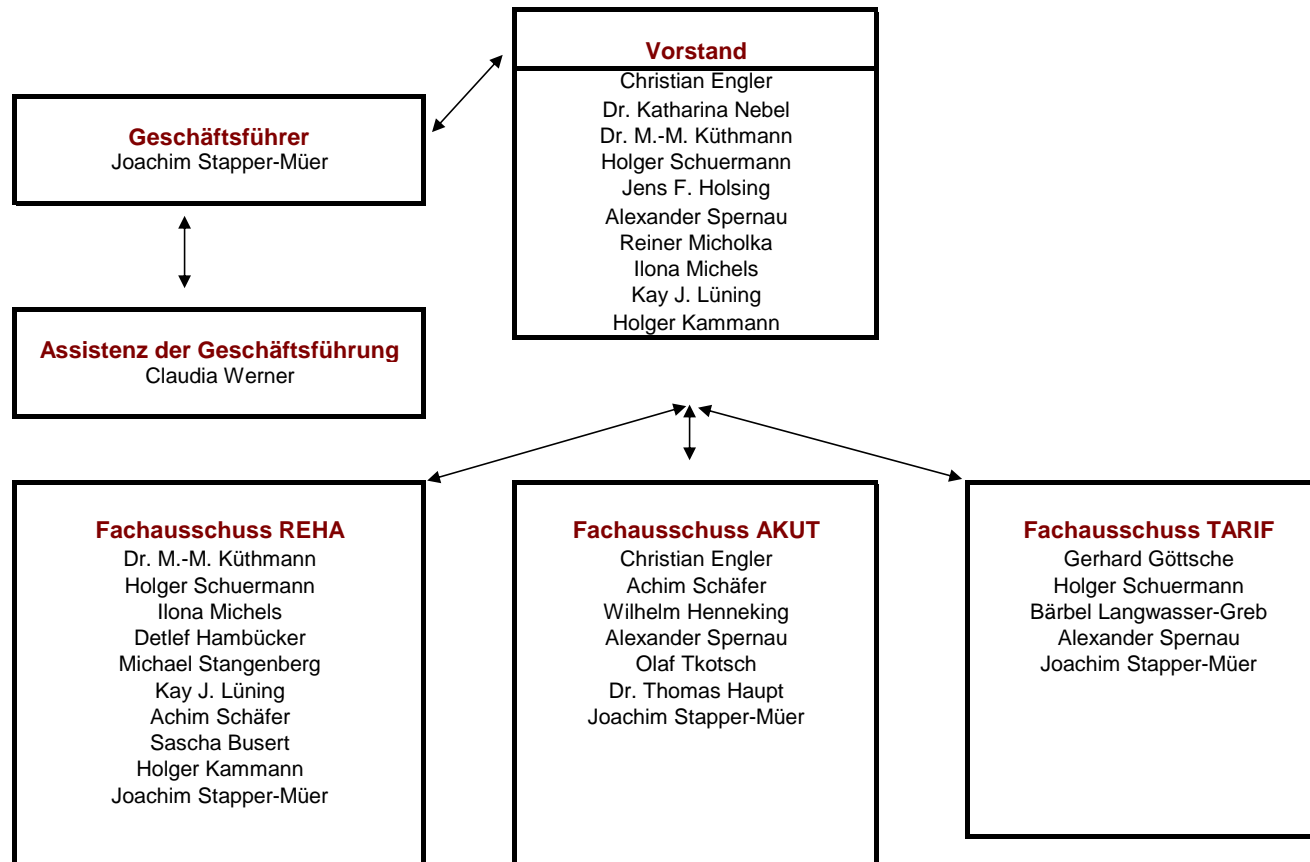 Vorstand
Christian Engler
Dr. Katharina Nebel
Dr. M.-M. Küthmann
Holger Schuermann
Jens F. Holsing
Alexander Spernau
Reiner Micholka
Ilona Michels
Kay J. Lüning
Holger Kammann
Geschäftsführer
Joachim Stapper-Müer
Assistenz der Geschäftsführung
Claudia Werner
Fachausschuss REHA
Dr. M.-M. Küthmann
Holger Schuermann
Ilona Michels
Detlef Hambücker
Michael Stangenberg
Kay J. Lüning
Achim Schäfer
Sascha Busert
Holger Kammann
Joachim Stapper-Müer
Fachausschuss AKUT
Christian Engler
Achim Schäfer
Wilhelm Henneking
Alexander Spernau
Olaf Tkotsch
Dr. Thomas Haupt
Joachim Stapper-Müer
Fachausschuss TARIF
Gerhard Göttsche
Holger Schuermann
Bärbel Langwasser-Greb
Alexander Spernau
Joachim Stapper-Müer